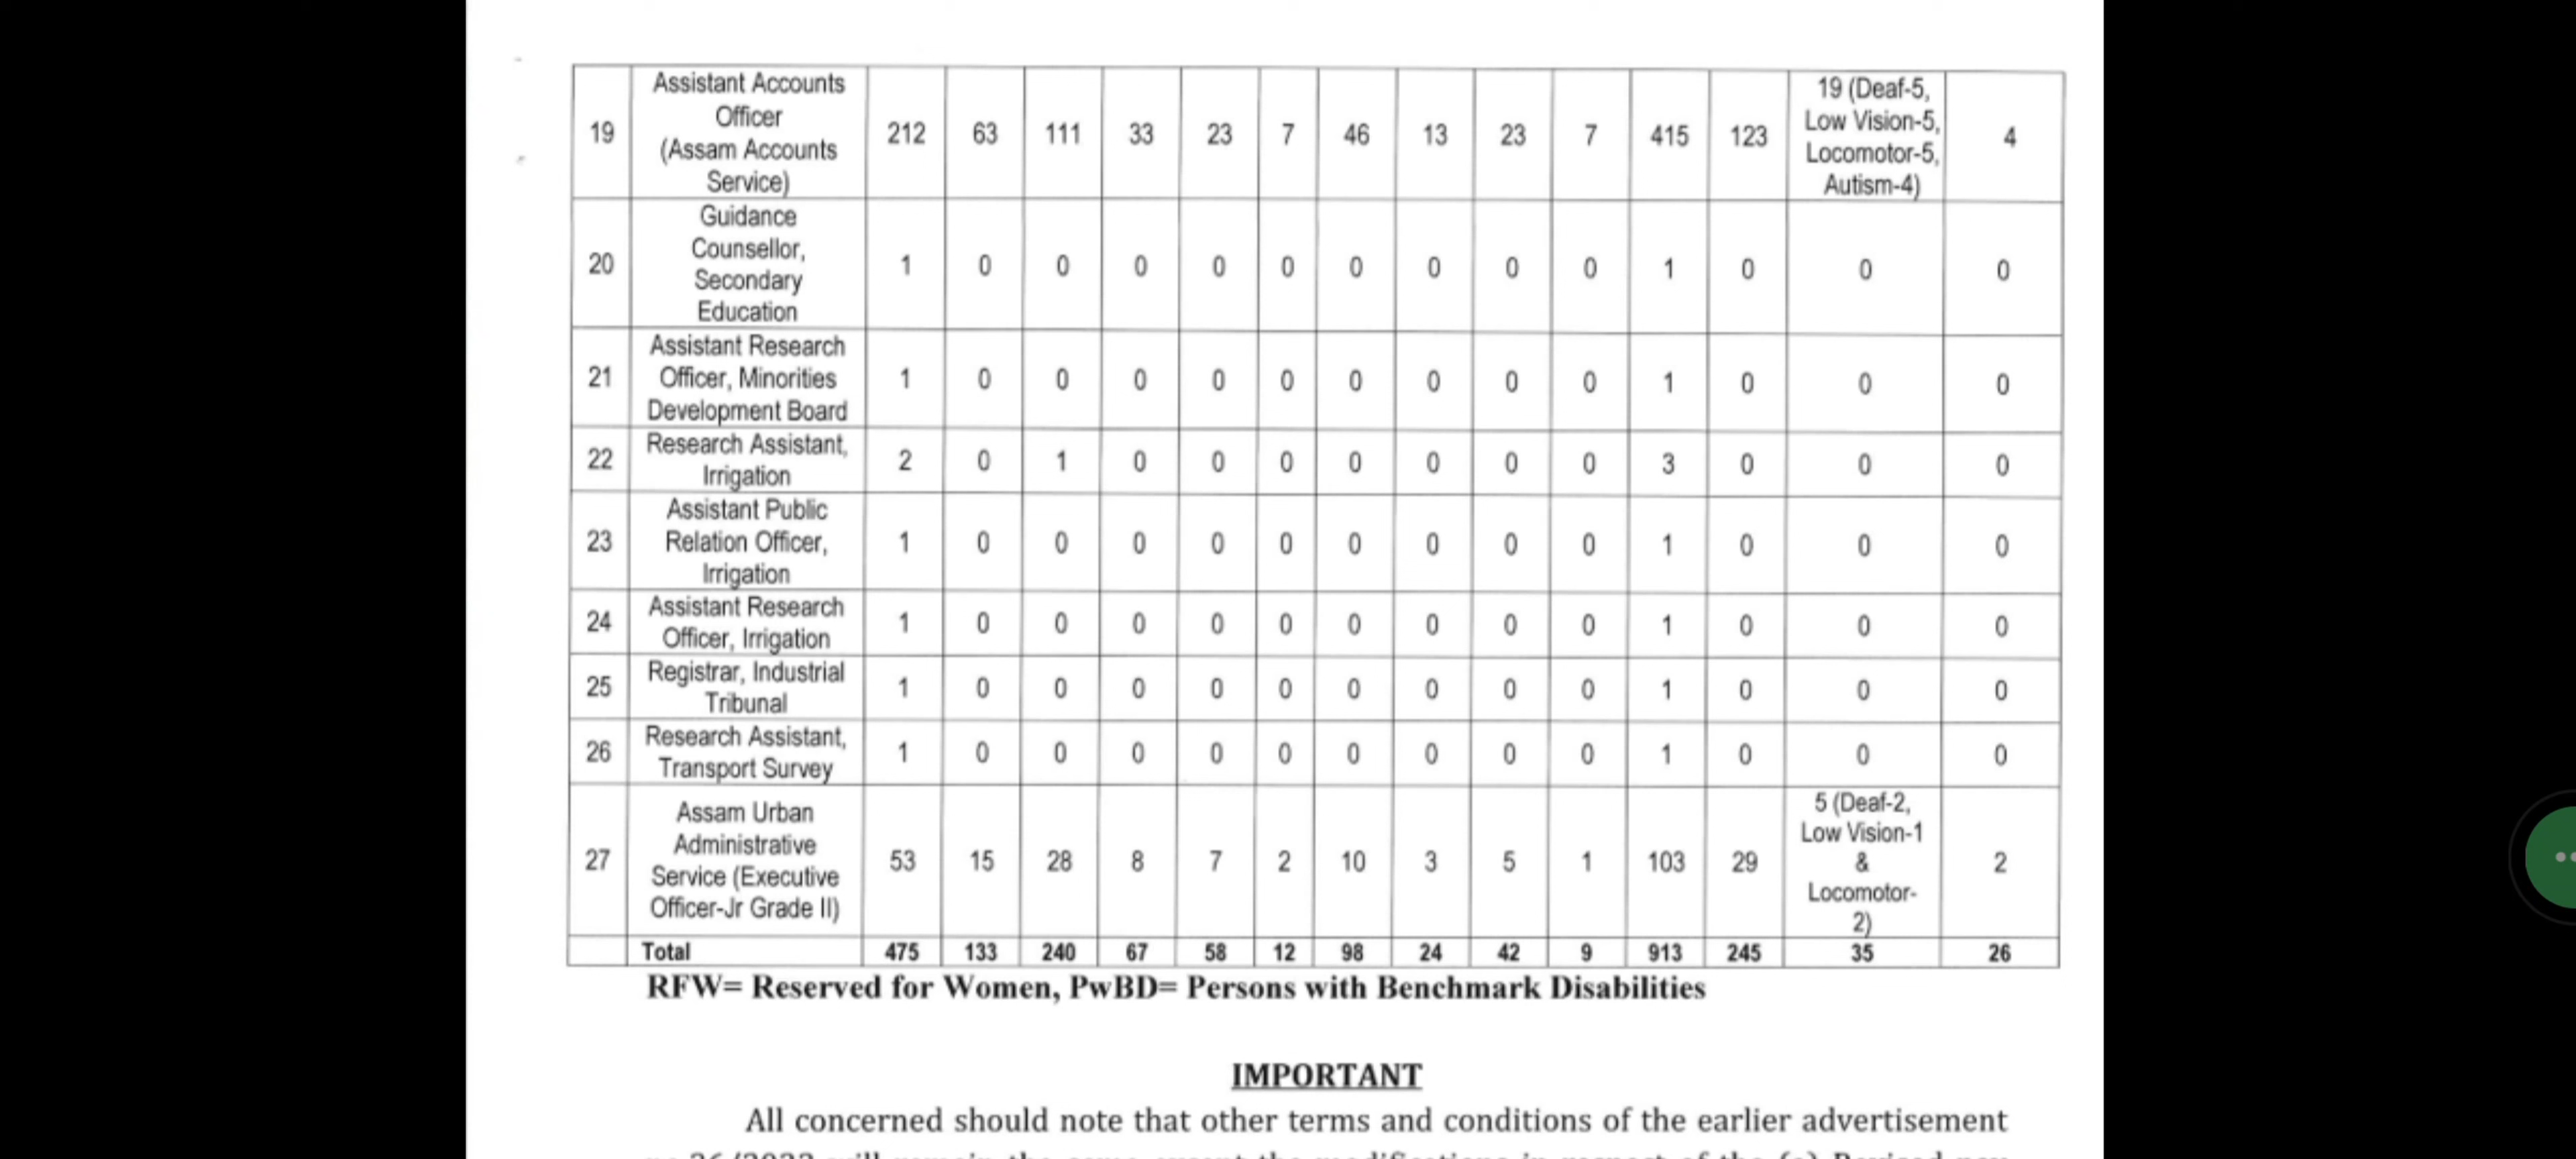 19 Assistant Accounts Officer (Assam Accounts Service) 212 63 111 33 23 7 46 13 23 7 415 123 19 (Deaf-5, Low Vision-5, Locomotor-5, Autism-4) 4
20 Guidance Counsellor, Secondary Education 1 0 0 0 0 0 0 0 0 0 1 0 0 0
21 Assistant Research Officer, Minorities Development Board 1 0 0 0 0 0 0 0 0 0 1 0 0 0
22 Research Assistant, Irrigation 2 0 1 0 0 0 0 0 0 0 3 0 0 0
23 Assistant Public Relation Officer, Irrigation 1 0 0 0 0 0 0 0 0 0 1 0 0 0
24 Assistant Research Officer, Irrigation 1 0 0 0 0 0 0 0 0 0 1 0 0 0
25 Registrar, Industrial Tribunal 1 0 0 0 0 0 0 0 0 0 1 0 0 0
26 Research Assistant, Transport Survey 1 0 0 0 0 0 0 0 0 0 1 0 0 0
27 Assam Urban Administrative Service (Executive Officer-Jr Grade II) 53 15 28 8 7 2 10 3 5 1 103 29 5 (Deaf-2, Low Vision-1 & Locomotor-2) 2
Total 475 133 240 67 58 12 98 24 42 9 913 245 35 26
RFW= Reserved for Women, PwBD= Persons with Benchmark Disabilities
IMPORTANT
All concerned should note that other terms and conditions of the earlier advertisement